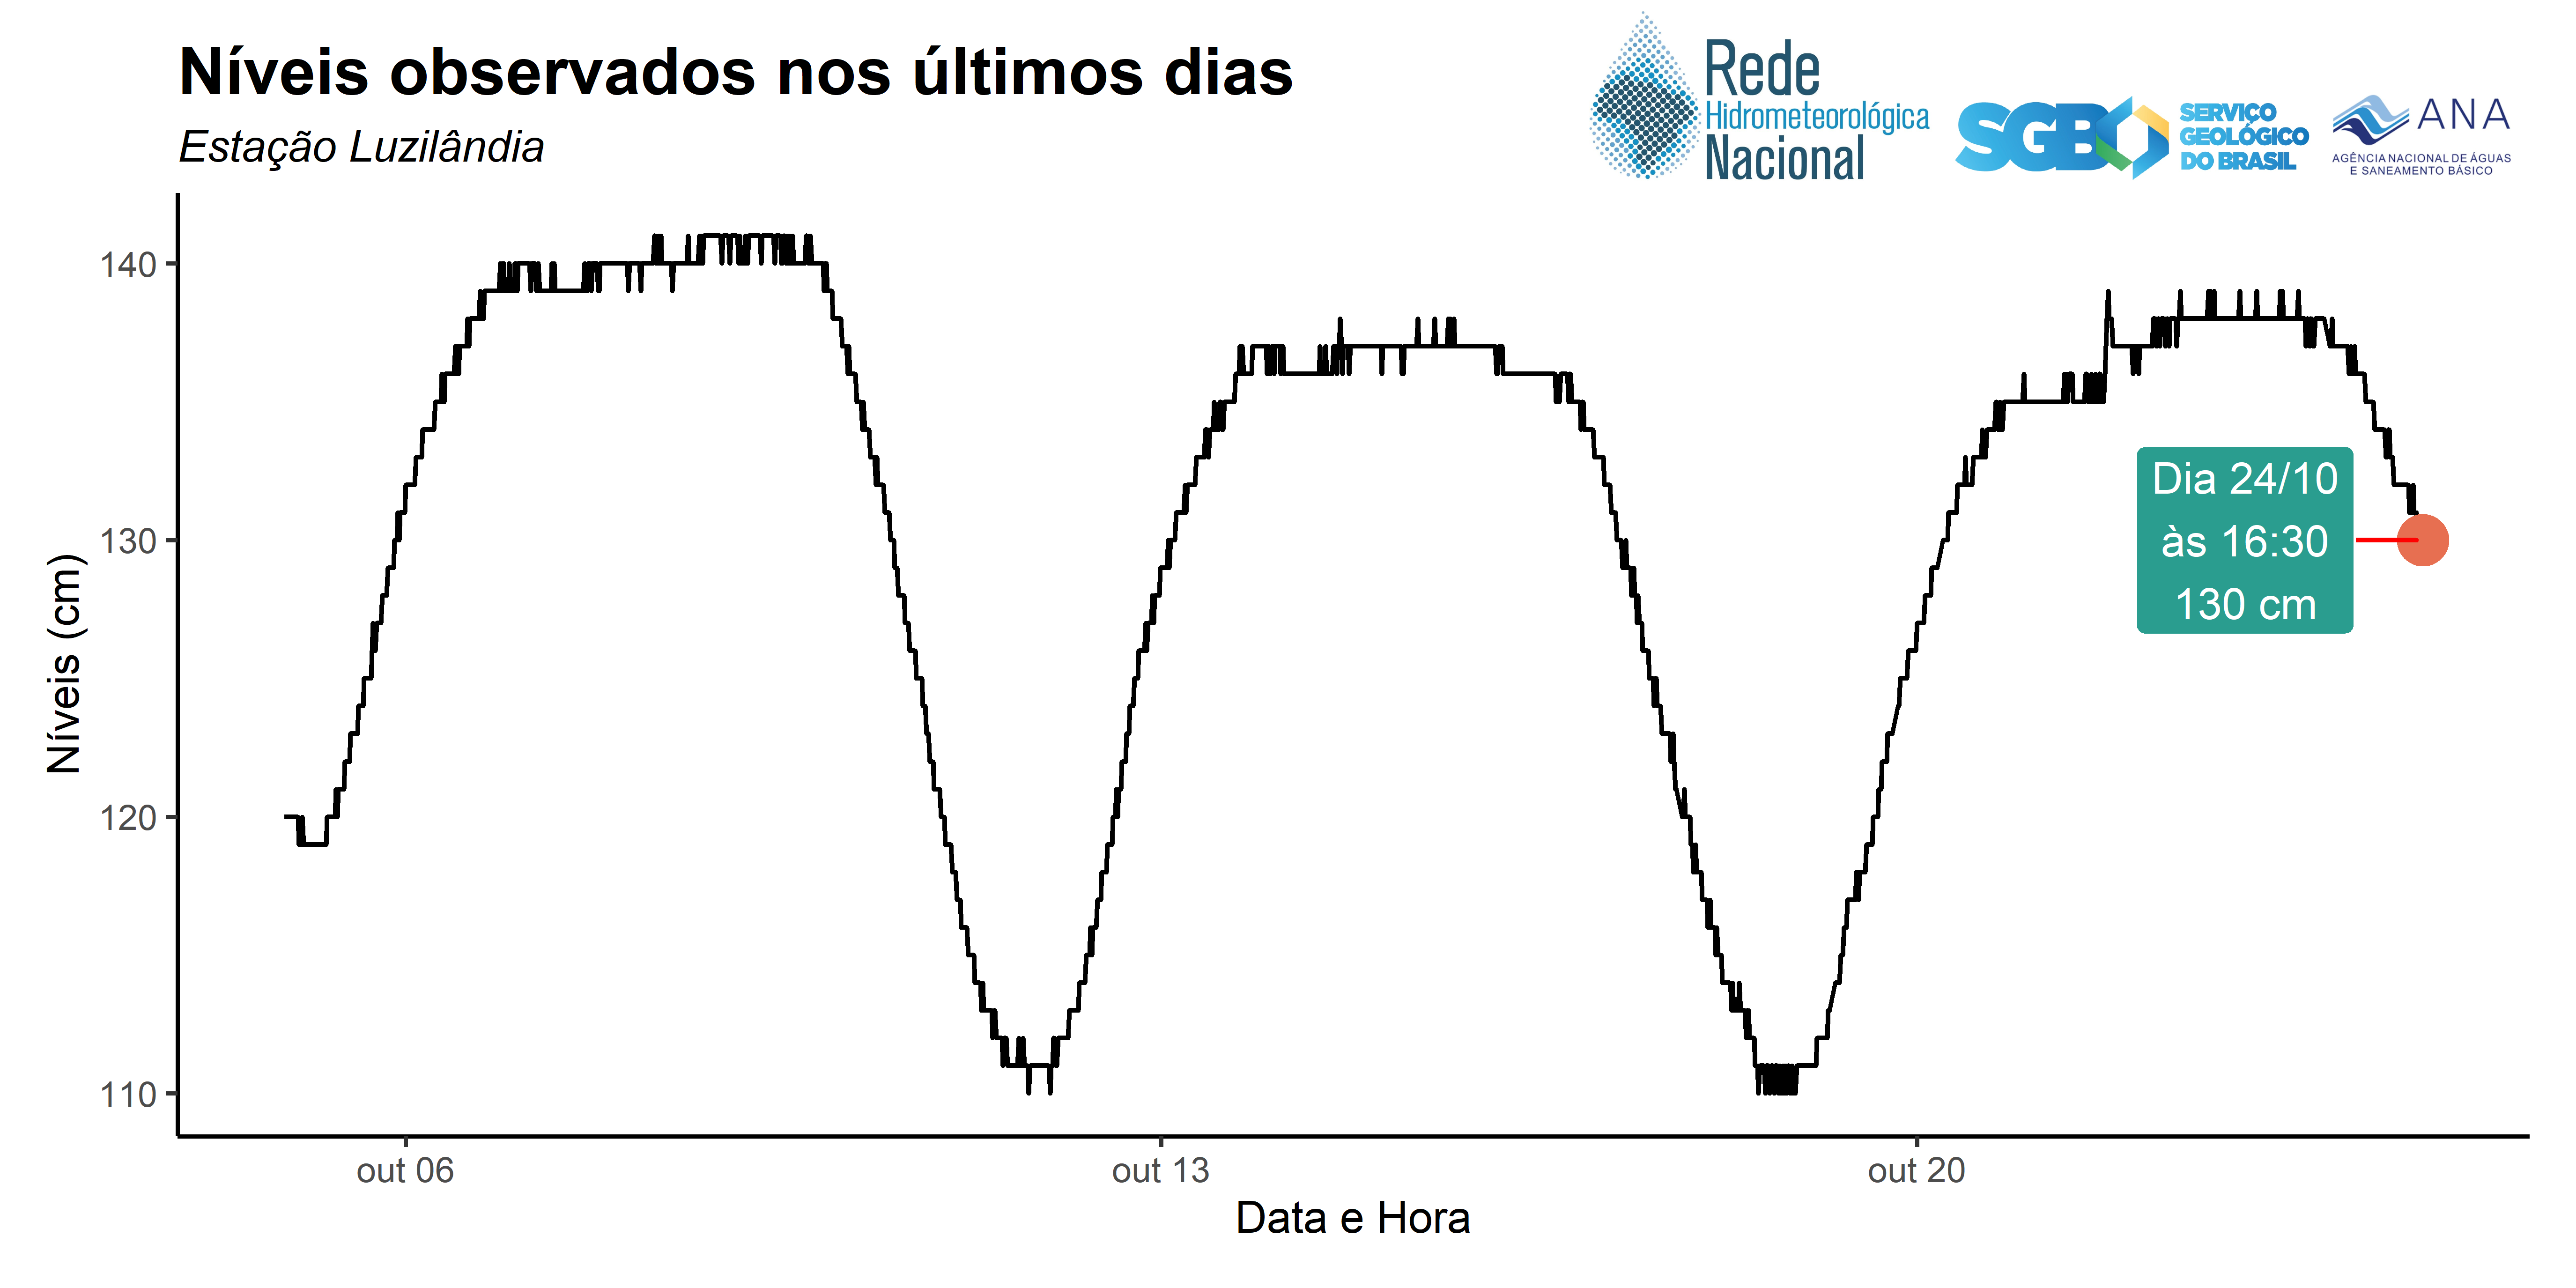 Níveis observados nos últimos dias
Estação Luzilândia
Rede
Hidrometeorológica
Nacional
SGB
SERVIÇO
GEOLÓGICO
DO BRASIL
ANA
AGÊNCIA NACIONAL DE ÁGUAS
E SANEAMENTO BÁSICO
Níveis (cm)
140
130
120
110
Dia 24/10
às 16:30
130 cm
out 06
out 13
out 20
Data e Hora